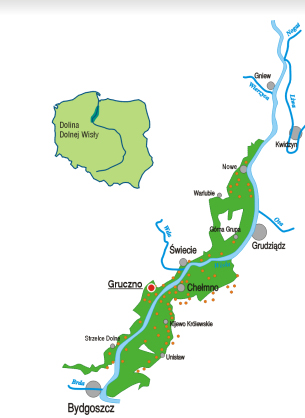 Nogat
Gniew
Wierzyca
Liwa
Kwidzyn
Dolina
Dolnej Wisły
Nowe
Warlubie
Osa
Wda
Górna Grupa
Grudziądz
Świecie
Gruczno
Chełmno
Kijewo Królewskie
Strzelce Dolne
Unisław
Brda
Bydgoszcz